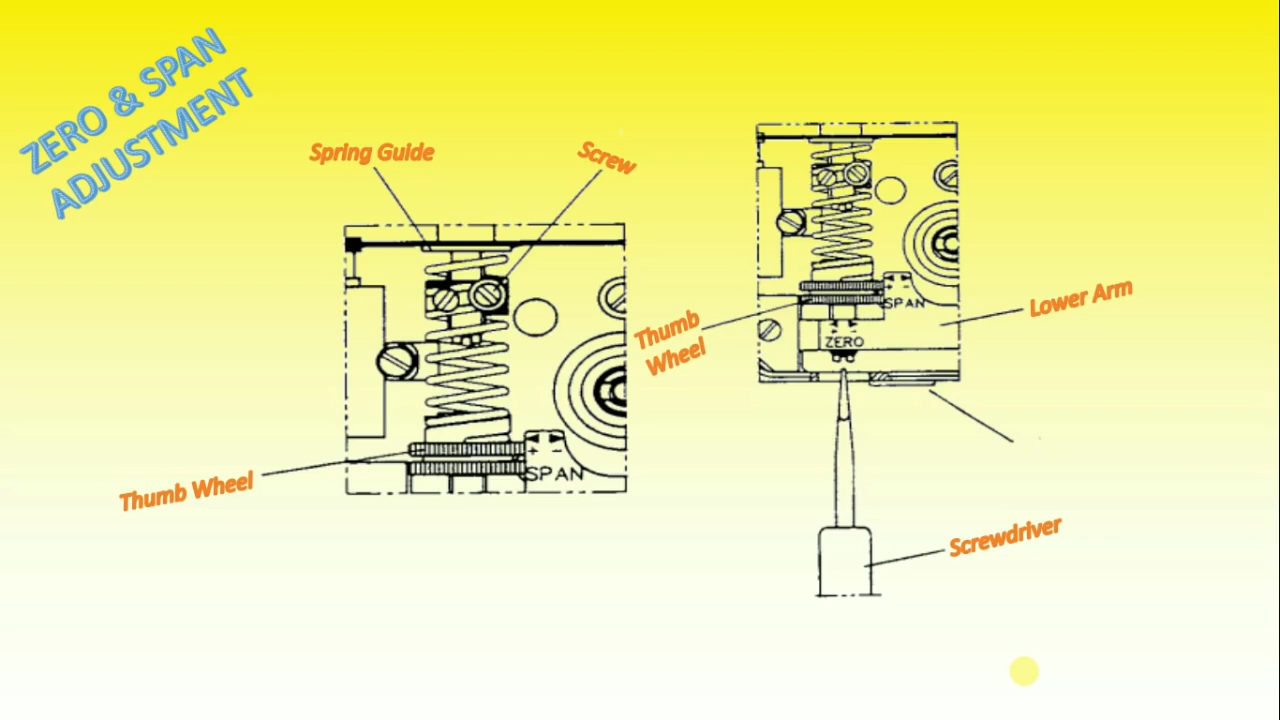 ZERO & SPAN
ADJUSTMENT
Spring Guide
Screw
Thumb Wheel
+ -
SPAN
Thumb
Wheel
+ -
SPAN
ZERO
Lower Arm
Screwdriver